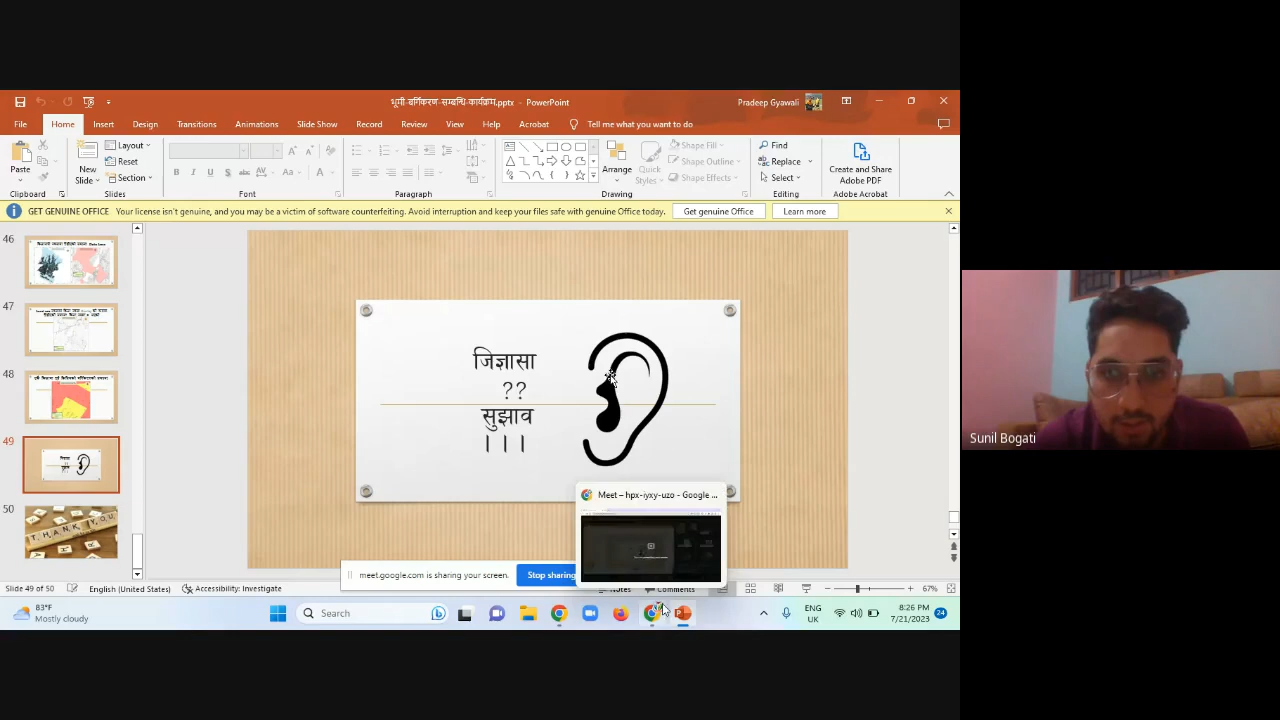 भूमी-बर्गिकरण-सम्बन्धि-कार्यक्रम.pptx - PowerPoint
Pradeep Gyawali
File Home Insert Design Transitions Animations Slide Show Record Review View Help Acrobat Tell me what you want to do
Paste
Clipboard
New Slide
Layout
Reset
Section
Slides
Font
Paragraph
Arrange
Quick Styles
Shape Fill
Shape Outline
Shape Effects
Drawing
Find
Replace
Select
Editing
Create and Share Adobe PDF
Adobe Acrobat
GET GENUINE OFFICE Your license isn't genuine, and you may be a victim of software counterfeiting. Avoid interruption and keep your files safe with genuine Office today. Get genuine Office Learn more
46
47
48
49
50
THANK YOU
जिज्ञासा
??
सुझाव
।।।
Meet – hpx-iyxy-uzo - Google ...
meet.google.com is sharing your screen. Stop sharing
Slide 49 of 50 English (United Kingdom) Accessibility: Investigate Notes Comments 67%
83°F
Mostly cloudy
Search
ENG
UK
8:26 PM
7/21/2023
24
Sunil Bogati